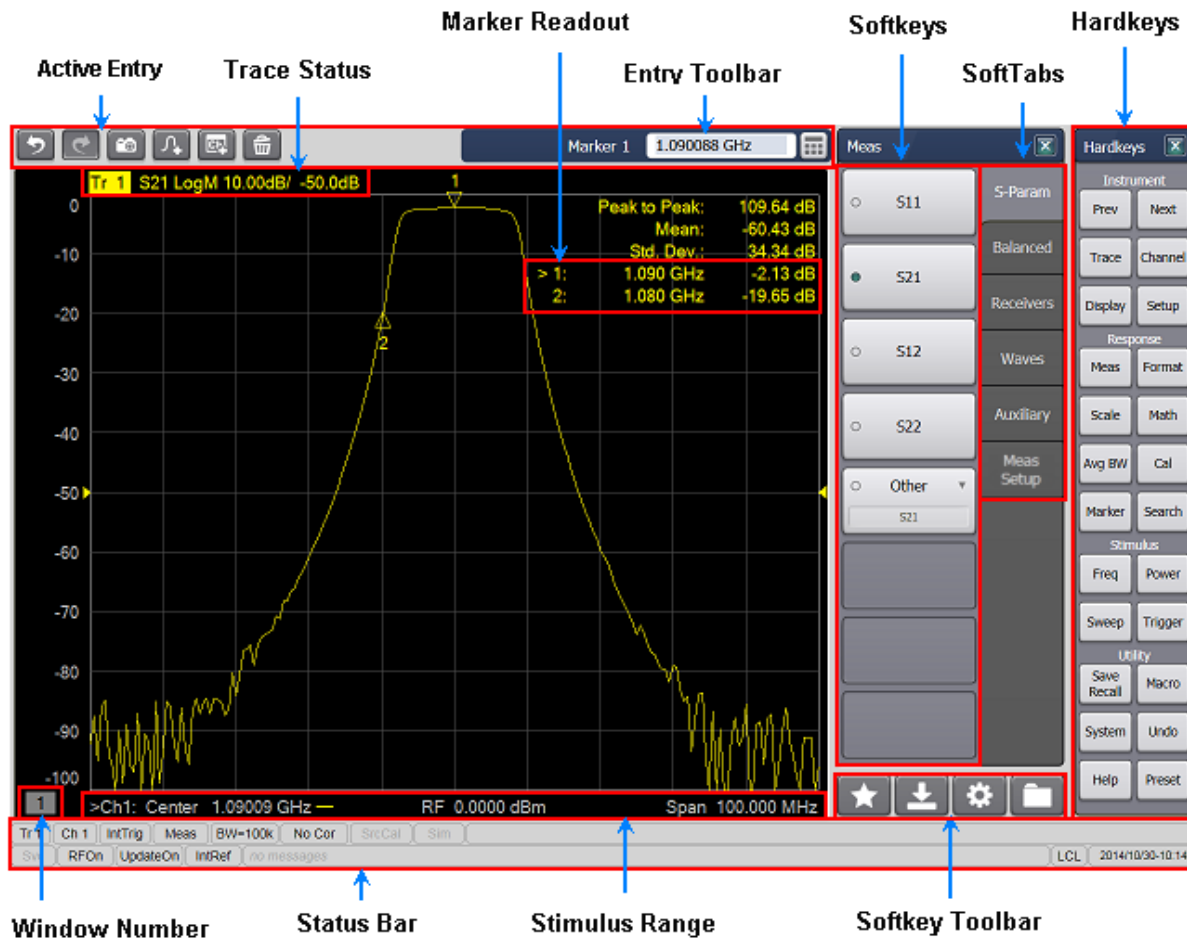 Marker Readout
Softkeys
Hardkeys
Active Entry
Trace Status
Entry Toolbar
SoftTabs
Marker 1 1.090088 GHz
Meas
Hardkeys
Tr 1 S21 LogM 10.00dB/ -50.0dB
1
Peak to Peak: 109.64 dB
Mean: -60.43 dB
Std. Dev.: 34.34 dB
> 1: 1.090 GHz -2.13 dB
2: 1.080 GHz -19.65 dB
2
0
-10
-20
-30
-40
-50
-60
-70
-80
-90
-100
S11
S21
S12
S22
Other
S21
S-Param
Balanced
Receivers
Waves
Auxiliary
Meas
Setup
Instrument
Prev Next
Trace Channel
Display Setup
Response
Meas Format
Scale Math
Avg BW Cal
Marker Search
Stimulus
Freq Power
Sweep Trigger
Utility
Save
Recall
Macro
System Undo
Help Preset
1
>Ch1: Center 1.09009 GHz RF 0.0000 dBm Span 100.000 MHz
Tr 1 Ch 1 IntTrig Meas BW=100k No Cor SrcCal Sim
RFOn UpdateOn IntRef no messages LCL 2014/10/30-10:14
Window Number
Status Bar
Stimulus Range
Softkey Toolbar